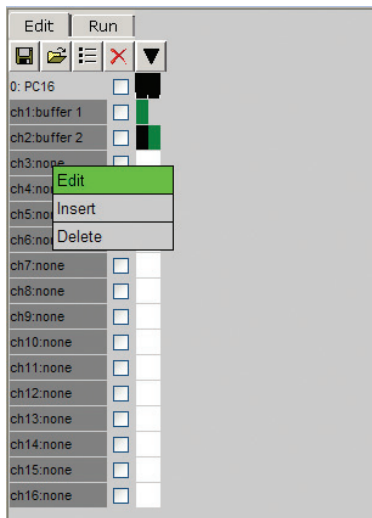 Edit Run
0: PC16
ch1:buffer 1
ch2:buffer 2
ch3:none
Edit
Insert
Delete
ch7:none
ch8:none
ch9:none
ch10:none
ch11:none
ch12:none
ch13:none
ch14:none
ch15:none
ch16:none